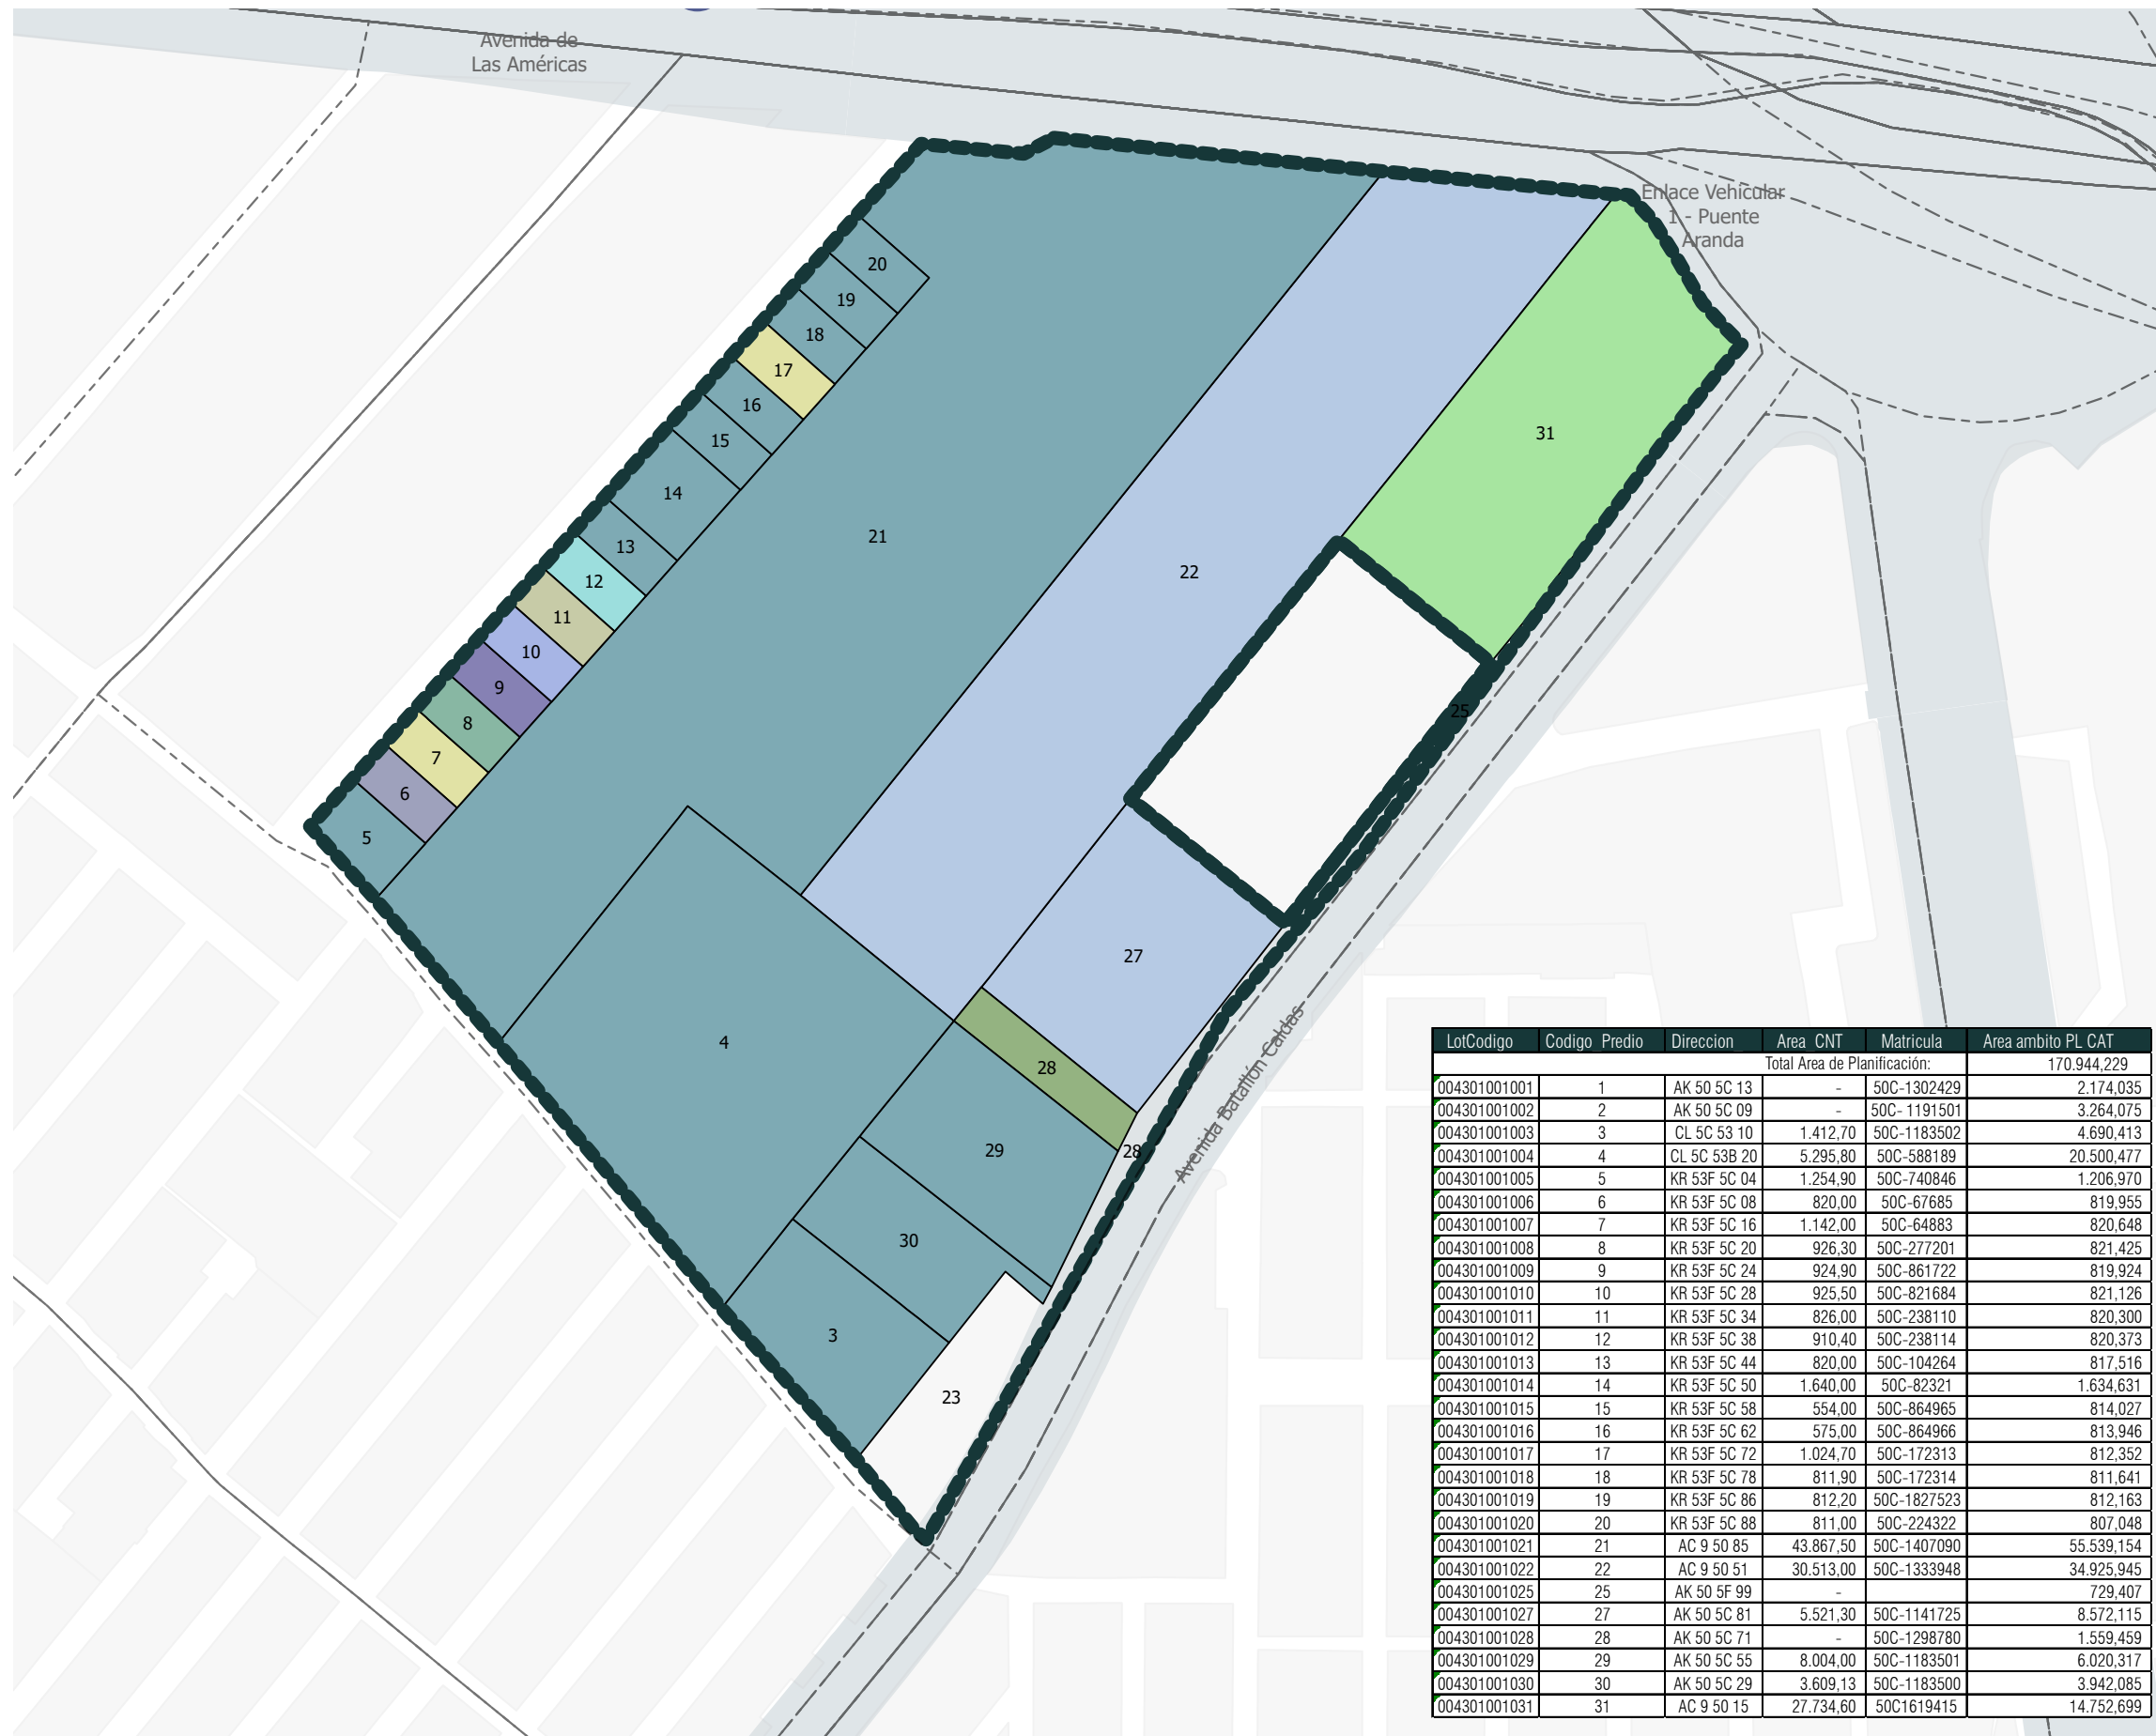 Avenida de
Las Américas
Enlace Vehicular
1 - Puente
Aranda
20
19
18
17
16
15
14
13
12
11
10
9
8
7
6
5
21
22
31
25
27
4
28
28
29
30
3
23
Avenida Batallón Caldas
LotCodigo Codigo_Predio Direccion Area_CNT Matricula Area ambito PL CAT
Total Area de Planificación: 170.944,229
004301001001 1 AK 50 5C 13 - 50C-1302429 2.174,035
004301001002 2 AK 50 5C 09 - 50C- 1191501 3.264,075
004301001003 3 CL 5C 53 10 1.412,70 50C-1183502 4.690,413
004301001004 4 CL 5C 53B 20 5.295,80 50C-588189 20.500,477
004301001005 5 KR 53F 5C 04 1.254,90 50C-740846 1.206,970
004301001006 6 KR 53F 5C 08 820,00 50C-67685 819,955
004301001007 7 KR 53F 5C 16 1.142,00 50C-64883 820,648
004301001008 8 KR 53F 5C 20 926,30 50C-277201 821,425
004301001009 9 KR 53F 5C 24 924,90 50C-861722 819,924
004301001010 10 KR 53F 5C 28 925,50 50C-821684 821,126
004301001011 11 KR 53F 5C 34 826,00 50C-238110 820,300
004301001012 12 KR 53F 5C 38 910,40 50C-238114 820,373
004301001013 13 KR 53F 5C 44 820,00 50C-104264 817,516
004301001014 14 KR 53F 5C 50 1.640,00 50C-82321 1.634,631
004301001015 15 KR 53F 5C 58 554,00 50C-864965 814,027
004301001016 16 KR 53F 5C 62 575,00 50C-864966 813,946
004301001017 17 KR 53F 5C 72 1.024,70 50C-172313 812,352
004301001018 18 KR 53F 5C 78 811,90 50C-172314 811,641
004301001019 19 KR 53F 5C 86 812,20 50C-1827523 812,163
004301001020 20 KR 53F 5C 88 811,00 50C-224322 807,048
004301001021 21 AC 9 50 85 43.867,50 50C-1407090 55.539,154
004301001022 22 AC 9 50 51 30.513,00 50C-1333948 34.925,945
004301001025 25 AK 50 5F 99 - 729,407
004301001027 27 AK 50 5C 81 5.521,30 50C-1141725 8.572,115
004301001028 28 AK 50 5C 71 - 50C-1298780 1.559,459
004301001029 29 AK 50 5C 55 8.004,00 50C-1183501 6.020,317
004301001030 30 AK 50 5C 29 3.609,13 50C-1183500 3.942,085
004301001031 31 AC 9 50 15 27.734,60 50C1619415 14.752,699